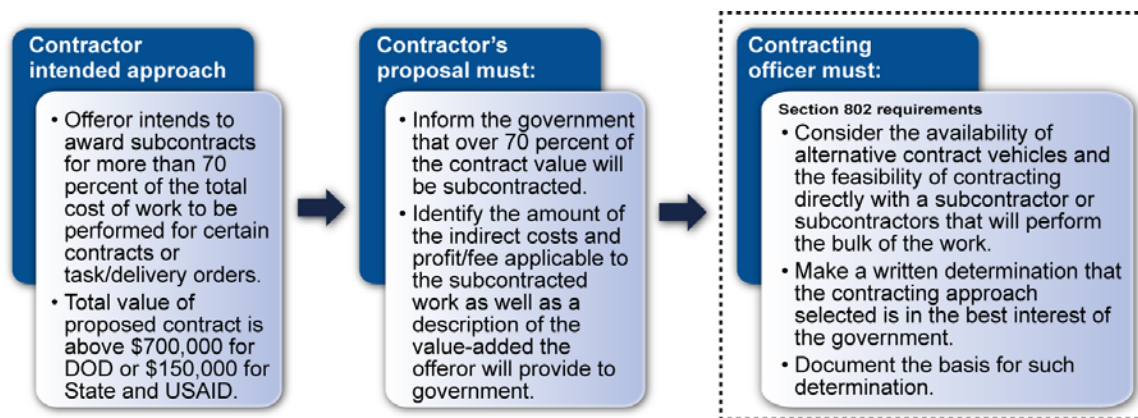 Contractor
intended approach
• Offeror intends to
award subcontracts
for more than 70
percent of the total
cost of work to be
performed for certain
contracts or
task/delivery orders.
• Total value of
proposed contract is
above $700,000 for
DOD or $150,000 for
State and USAID.
Contractor's
proposal must:
• Inform the government
that over 70 percent of
the contract value will
be subcontracted.
• Identify the amount of
the indirect costs and
profit/fee applicable to
the subcontracted
work as well as a
description of the
value-added the
offeror will provide to
government.
Contracting
officer must:
Section 802 requirements
• Consider the availability of
alternative contract vehicles and
the feasibility of contracting
directly with a subcontractor or
subcontractors that will perform
the bulk of the work.
• Make a written determination that
the contracting approach
selected is in the best interest of
the government.
• Document the basis for such
determination.